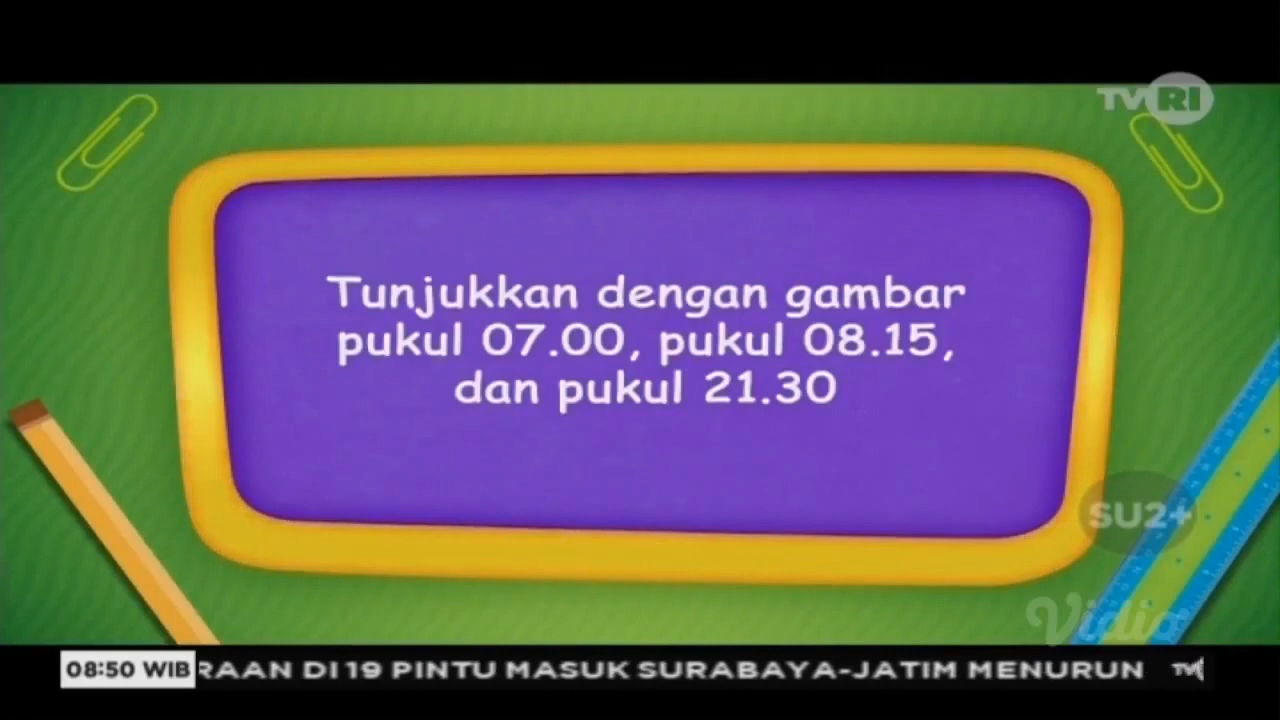 TVRI
Tunjukkan dengan gambar
pukul 07.00, pukul 08.15,
dan pukul 21.30
SU2+
Vidio
08:50 WIB RAAN DI 19 PINTU MASUK SURABAYA-JATIM MENURUN